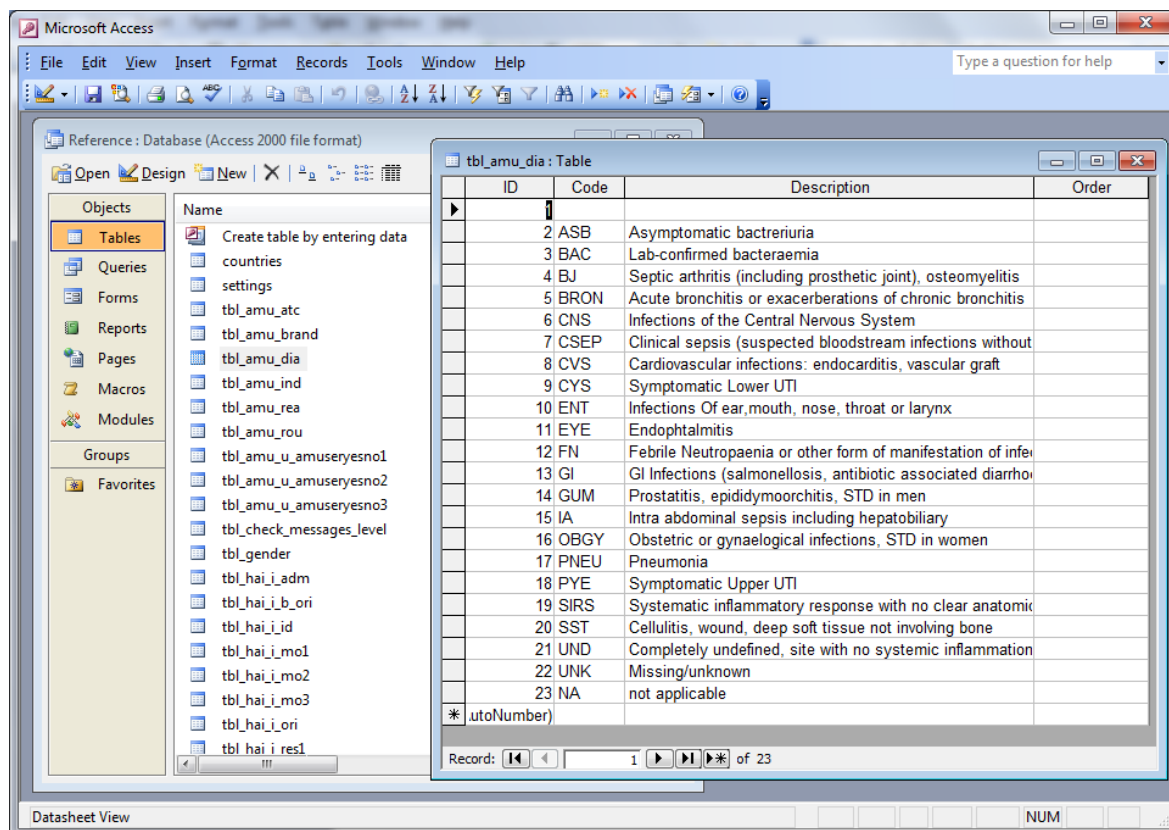 Microsoft Access
File Edit View Insert Format Records Tools Window Help
Type a question for help
Reference : Database (Access 2000 file format)
Open Design New
Objects
Tables
Queries
Forms
Reports
Pages
Macros
Modules
Groups
Favorites
Name
Create table by entering data
countries
settings
tbl_amu_atc
tbl_amu_brand
tbl_amu_dia
tbl_amu_ind
tbl_amu_rea
tbl_amu_rou
tbl_amu_u_amuseryesno1
tbl_amu_u_amuseryesno2
tbl_amu_u_amuseryesno3
tbl_check_messages_level
tbl_gender
tbl_hai_i_adm
tbl_hai_i_b_ori
tbl_hai_i_id
tbl_hai_i_mo1
tbl_hai_i_mo2
tbl_hai_i_mo3
tbl_hai_i_ori
tbl_hai_i_res1
tbl_amu_dia : Table
ID Code Description Order
1
2 ASB Asymptomatic bactreriuria
3 BAC Lab-confirmed bacteraemia
4 BJ Septic arthritis (including prosthetic joint), osteomyelitis
5 BRON Acute bronchitis or exacerberations of chronic bronchitis
6 CNS Infections of the Central Nervous System
7 CSEP Clinical sepsis (suspected bloodstream infections without
8 CVS Cardiovascular infections: endocarditis, vascular graft
9 CYS Symptomatic Lower UTI
10 ENT Infections Of ear,mouth, nose, throat or larynx
11 EYE Endophtalmitis
12 FN Febrile Neutropaenia or other form of manifestation of infe
13 GI GI Infections (salmonellosis, antibiotic associated diarrho
14 GUM Prostatitis, epididymoorchitis, STD in men
15 IA Intra abdominal sepsis including hepatobiliary
16 OBGY Obstetric or gynaelogical infections, STD in women
17 PNEU Pneumonia
18 PYE Symptomatic Upper UTI
19 SIRS Systematic inflammatory response with no clear anatomic
20 SST Cellulitis, wound, deep soft tissue not involving bone
21 UND Completely undefined, site with no systemic inflammation
22 UNK Missing/unknown
23 NA not applicable
utoNumber)
Record: 1 of 23
Datasheet View NUM